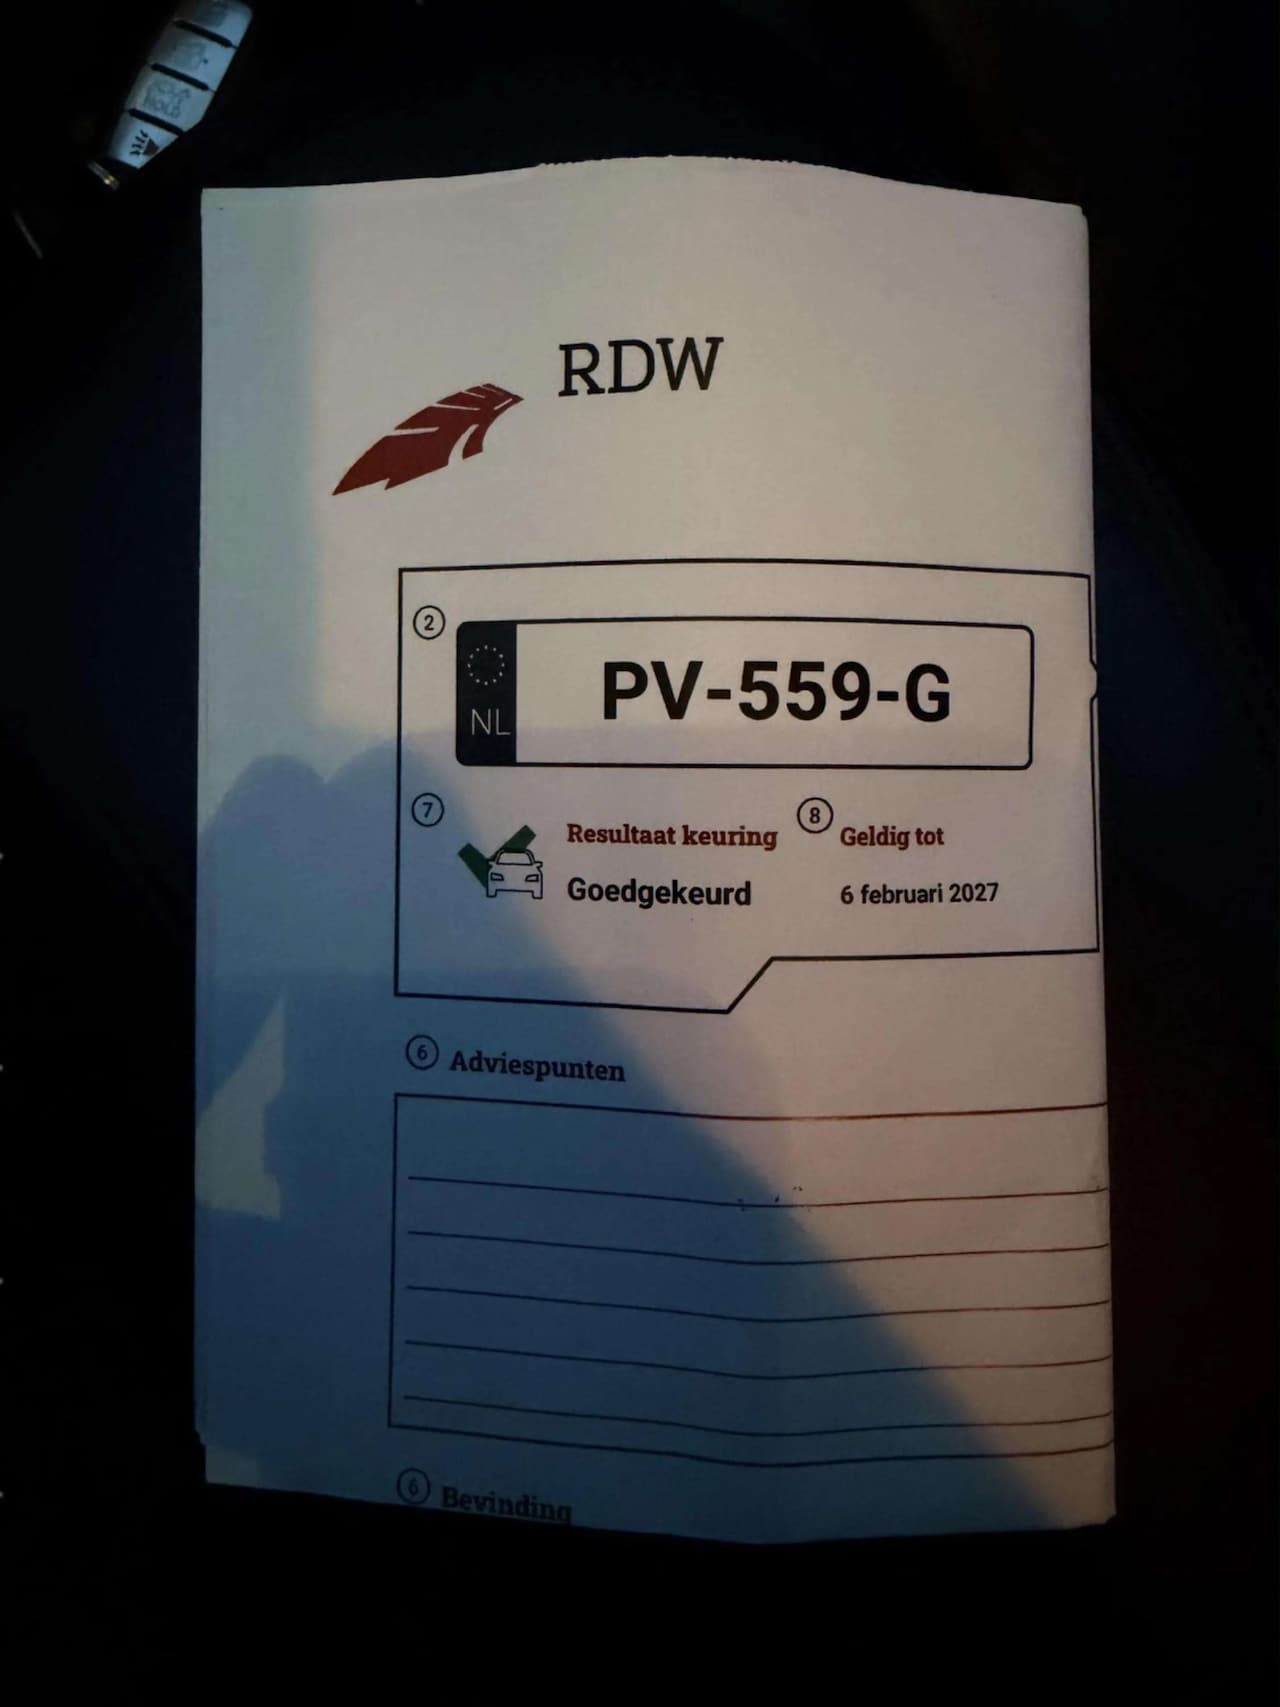 HOLD
RDW
2
NL
PV-559-G
7
Resultaat keuring
8
Geldig tot
Goedgekeurd
6 februari 2027
6 Adviespunten
6 Bevinding